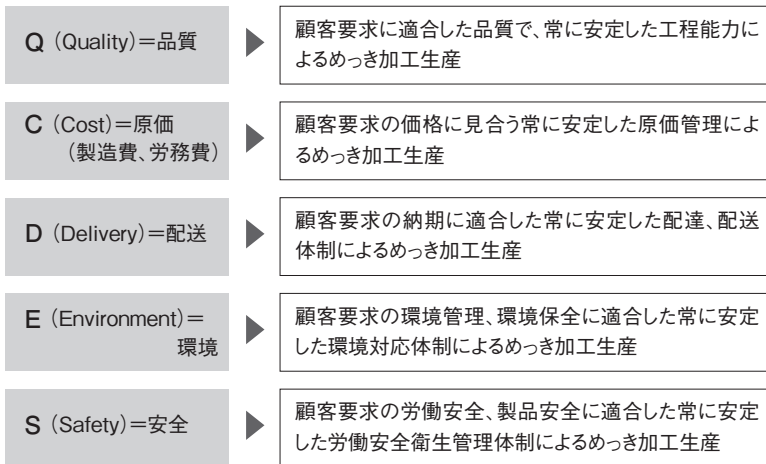 Q（Quality）＝品質
顧客要求に適合した品質で、常に安定した工程能力に
よるめっき加工生産
C（Cost）＝原価
（製造費、労務費）
顧客要求の価格に見合う常に安定した原価管理によ
るめっき加工生産
D（Delivery）＝配送
顧客要求の納期に適合した常に安定した配達、配送
体制によるめっき加工生産
E（Environment）＝
環境
顧客要求の環境管理、環境保全に適合した常に安定
した環境対応体制によるめっき加工生産
S（Safety）＝安全
顧客要求の労働安全、製品安全に適合した常に安定
した労働安全衛生管理体制によるめっき加工生産